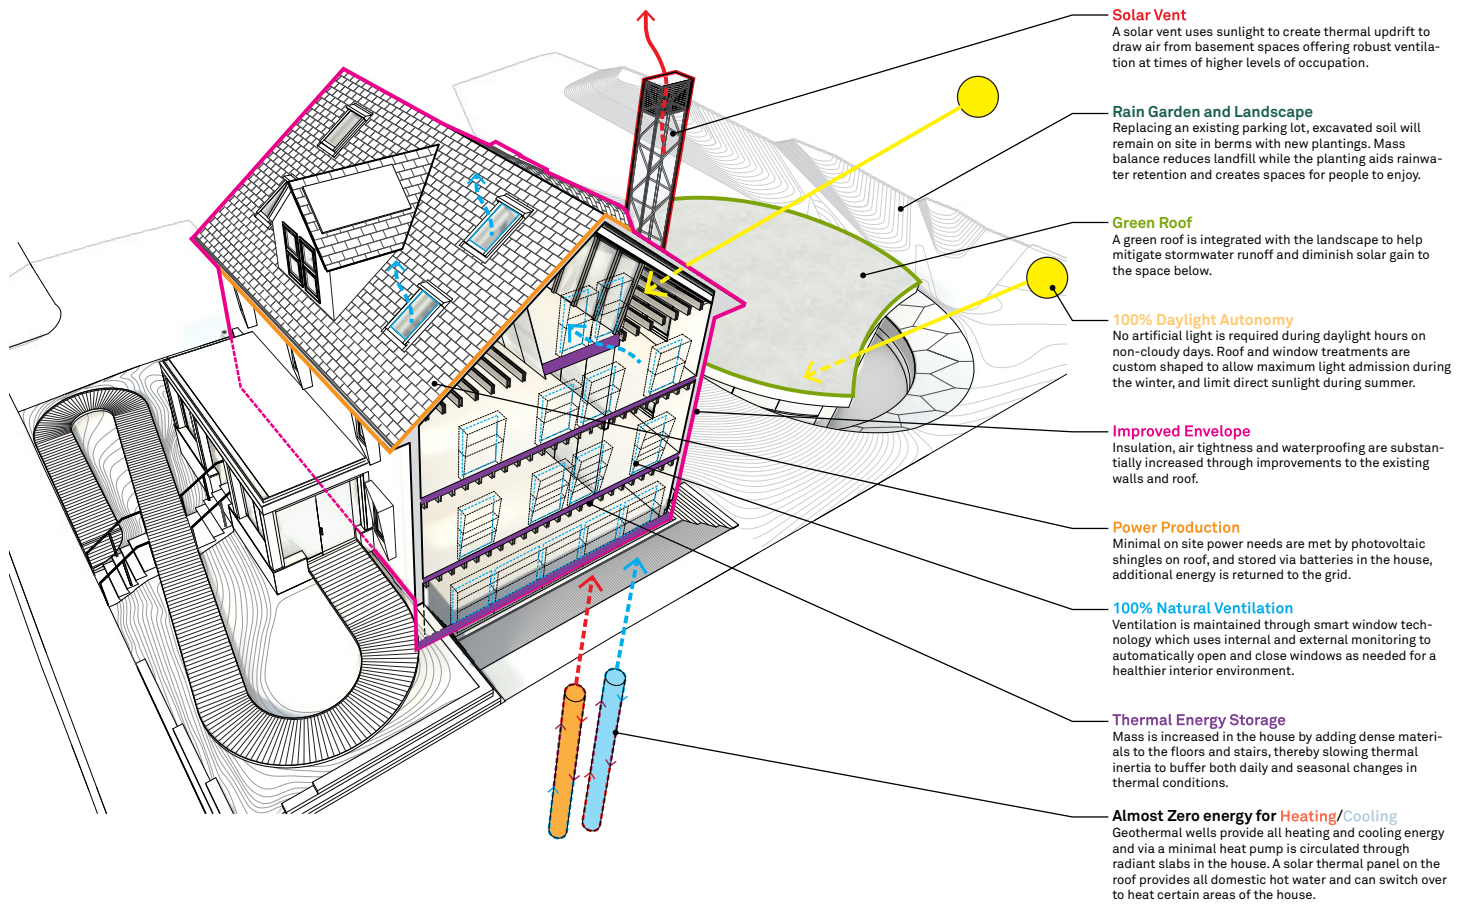 Solar Vent
A solar vent uses sunlight to create thermal updrift to
draw air from basement spaces offering robust ventila-
tion at times of higher levels of occupation.
Rain Garden and Landscape
Replacing an existing parking lot, excavated soil will
remain on site in berms with new plantings. Mass
balance reduces landfill while the planting aids rainwa-
ter retention and creates spaces for people to enjoy.
Green Roof
A green roof is integrated with the landscape to help
mitigate stormwater runoff and diminish solar gain to
the space below.
100% Daylight Autonomy
No artificial light is required during daylight hours on
non-cloudy days. Roof and window treatments are
custom shaped to allow maximum light admission during
the winter, and limit direct sunlight during summer.
Improved Envelope
Insulation, air tightness and waterproofing are substan-
tially increased through improvements to the existing
walls and roof.
Power Production
Minimal on site power needs are met by photovoltaic
shingles on roof, and stored via batteries in the house,
additional energy is returned to the grid.
100% Natural Ventilation
Ventilation is maintained through smart window tech-
nology which uses internal and external monitoring to
automatically open and close windows as needed for a
healthier interior environment.
Thermal Energy Storage
Mass is increased in the house by adding dense materi-
als to the floors and stairs, thereby slowing thermal
inertia to buffer both daily and seasonal changes in
thermal conditions.
Almost Zero energy for Heating/Cooling
Geothermal wells provide all heating and cooling energy
and via a minimal heat pump is circulated through
radiant slabs in the house. A solar thermal panel on the
roof provides all domestic hot water and can switch over
to heat certain areas of the house.